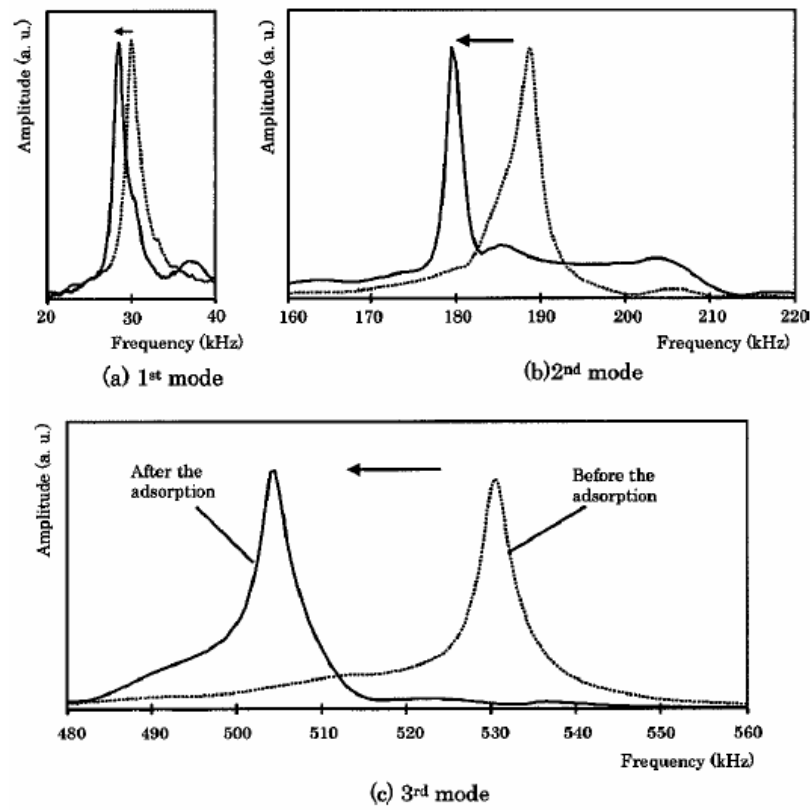 Amplitude (a. u.)
20 30 40
Frequency (kHz)
(a) 1st mode
Amplitude (a. u.)
160 170 180 190 200 210 220
Frequency (kHz)
(b)2nd mode
Amplitude (a. u.)
After the
adsorption
Before the
adsorption
480 490 500 510 520 530 540 550 560
Frequency (kHz)
(c) 3rd mode